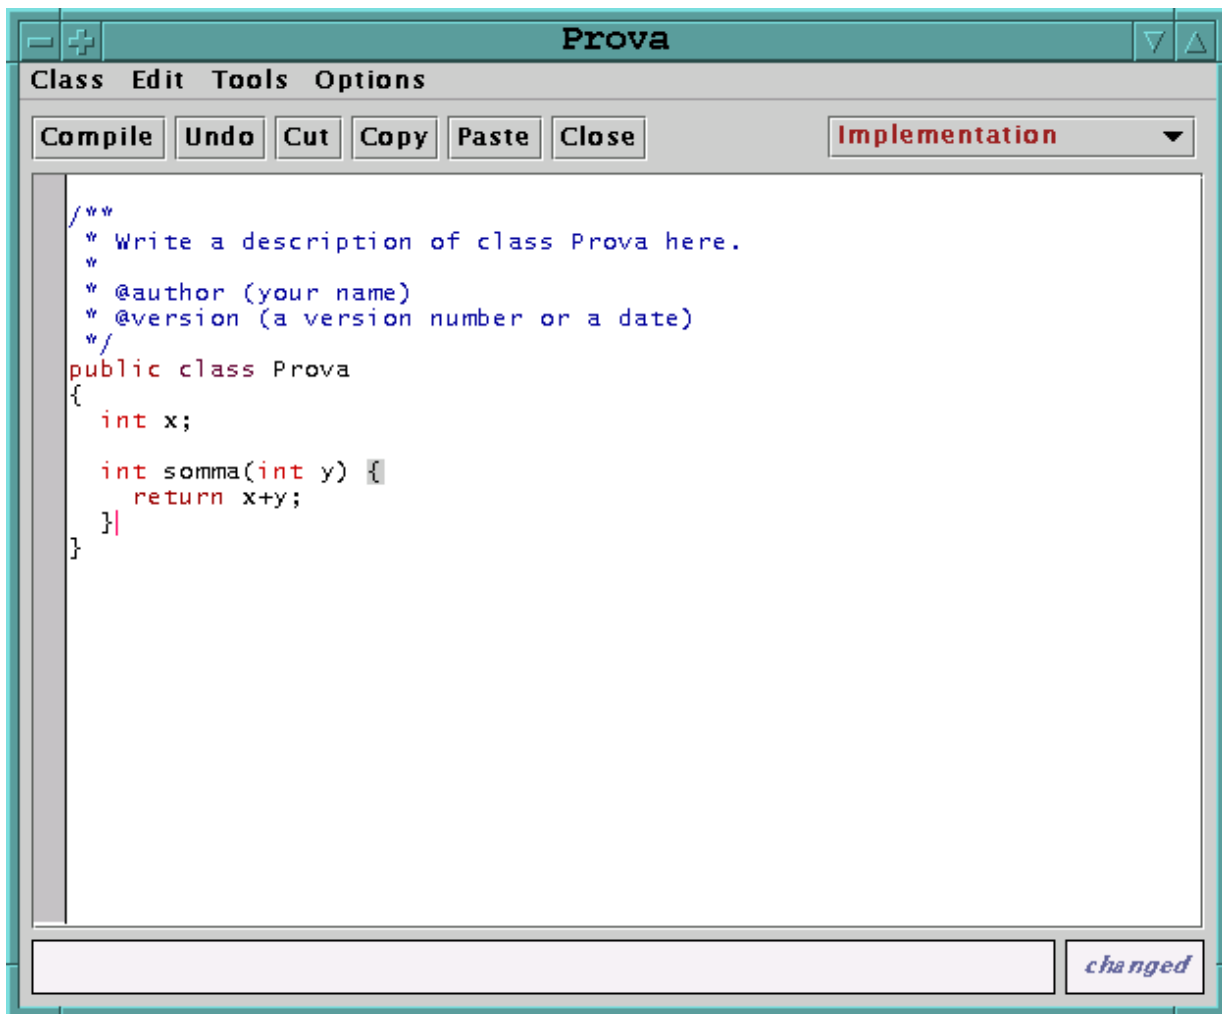 Prova
Class Edit Tools Options
Compile Undo Cut Copy Paste Close Implementation
/**
 * Write a description of class Prova here.
 *
 * @author (your name)
 * @version (a version number or a date)
 */
public class Prova
{
  int x;

  int somma(int y) {
    return x+y;
  }
}
changed